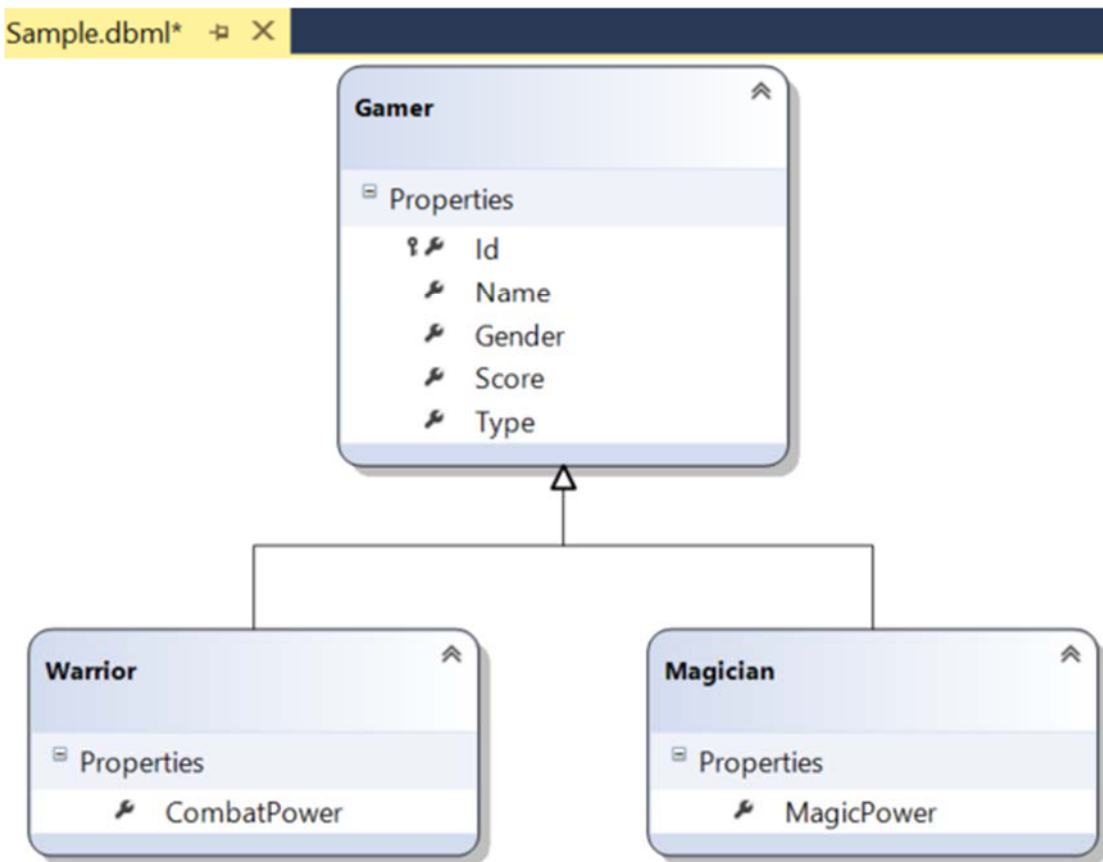 Sample.dbml*
Gamer
Properties
Id
Name
Gender
Score
Type
Warrior
Properties
CombatPower
Magician
Properties
MagicPower